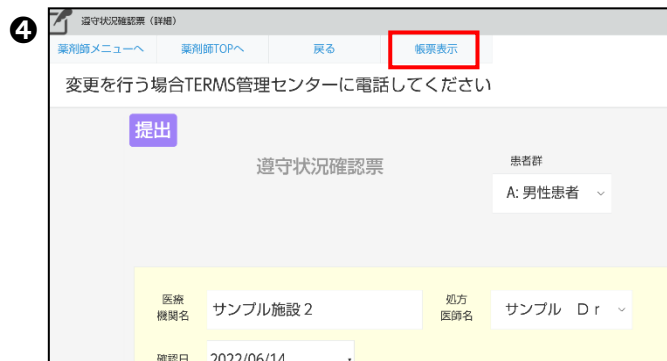 ❹
遵守状況確認票（詳細）
薬剤師メニューへ 薬剤師TOPへ 戻る 帳票表示
変更を行う場合TERMS管理センターに電話してください
提出
遵守状況確認票
患者群
A: 男性患者
医療機関名 サンプル施設２
処方医師名 サンプル　Ｄｒ
確認日 2022/06/14